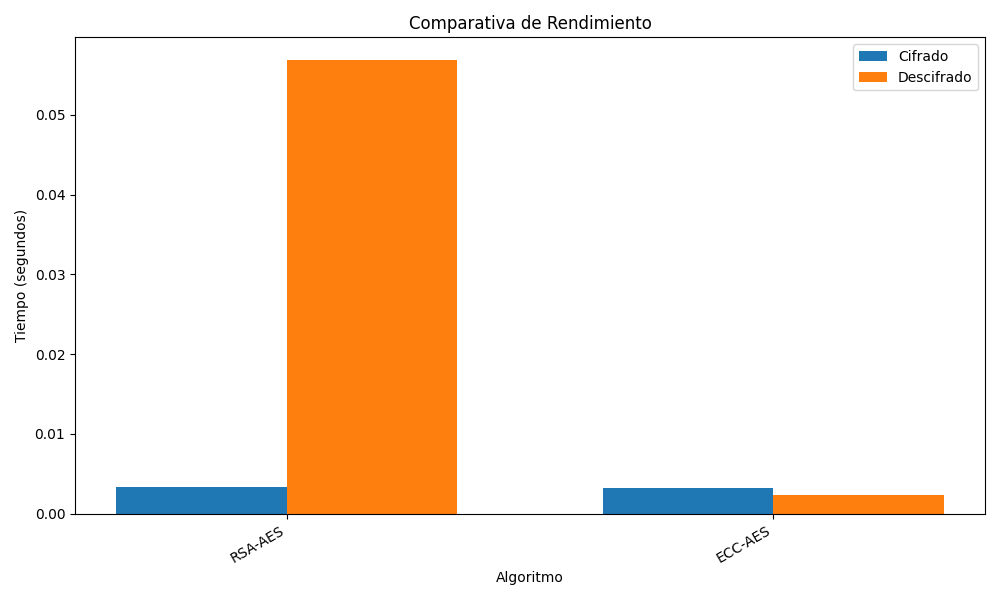 Comparativa de Rendimiento
Cifrado
Descifrado
Tiempo (segundos)
0.05
0.04
0.03
0.02
0.01
0.00
RSA-AES
ECC-AES
Algoritmo